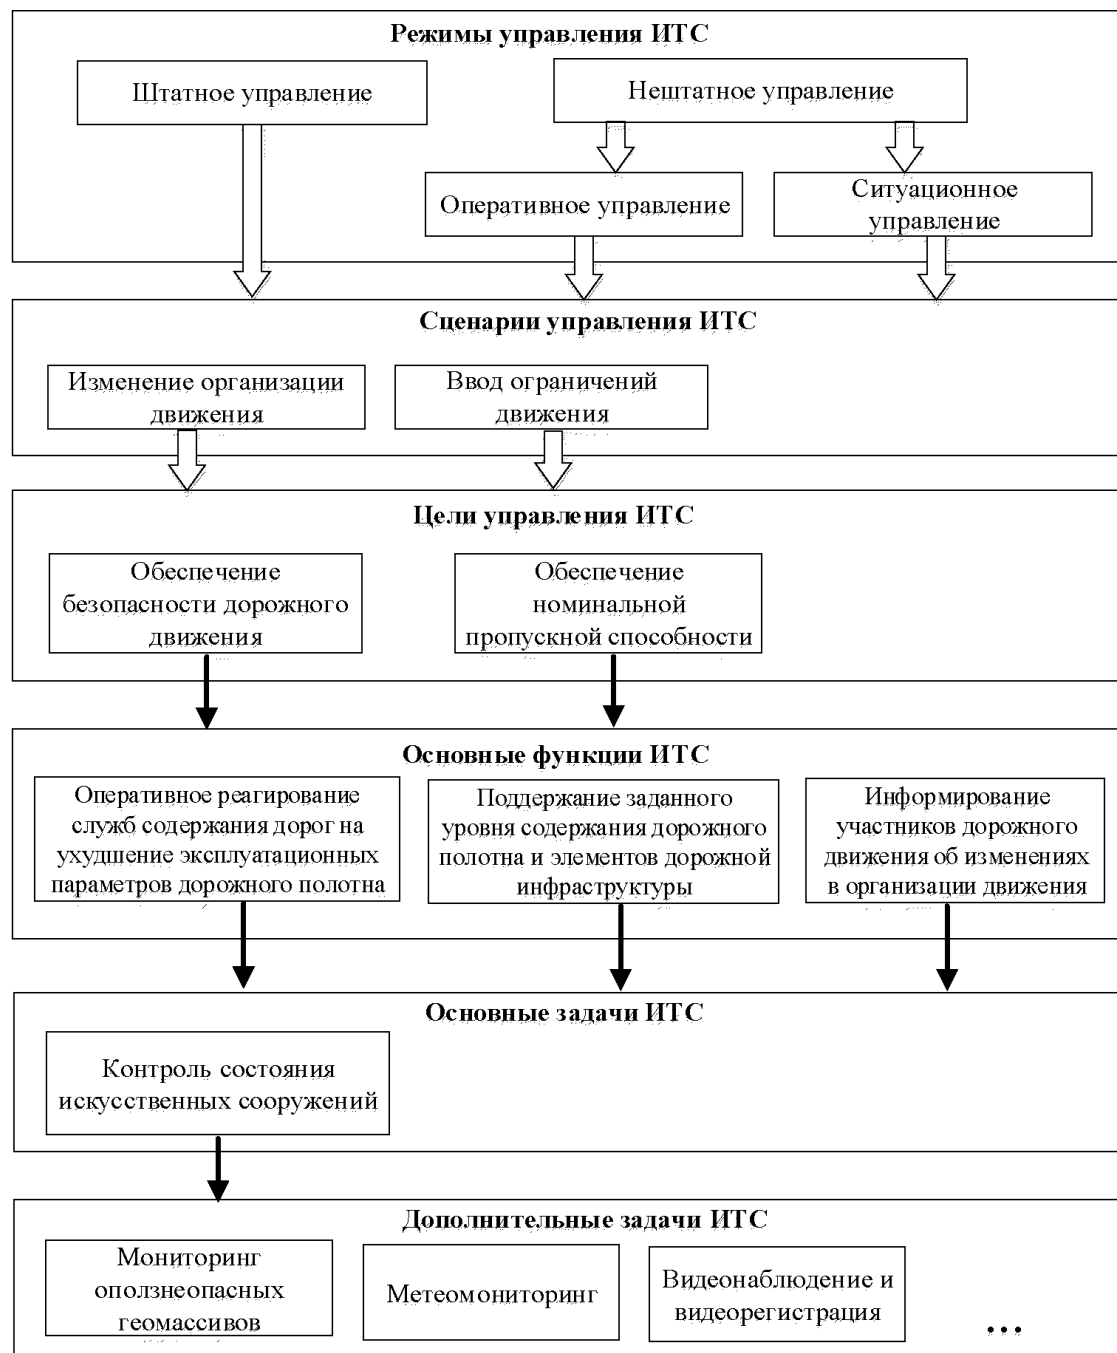 Режимы управления ИТС
Штатное управление
Нештатное управление
Оперативное управление
Ситуационное
управление
Сценарии управления ИТС
Изменение организации
движения
Ввод ограничений
движения
Цели управления ИТС
Обеспечение
безопасности дорожного
движения
Обеспечение
номинальной
пропускной способности
Основные функции ИТС
Оперативное реагирование
служб содержания дорог на
ухудшение эксплуатационных
параметров дорожного полотна
Поддержание заданного
уровня содержания дорожного
полотна и элементов дорожной
инфраструктуры
Информирование
участников дорожного
движения об изменениях
в организации движения
Основные задачи ИТС
Контроль состояния
искусственных сооружений
Дополнительные задачи ИТС
Мониторинг
оползнеопасных
геомассивов
Метеомониторинг
Видеонаблюдение и
видеорегистрация
...